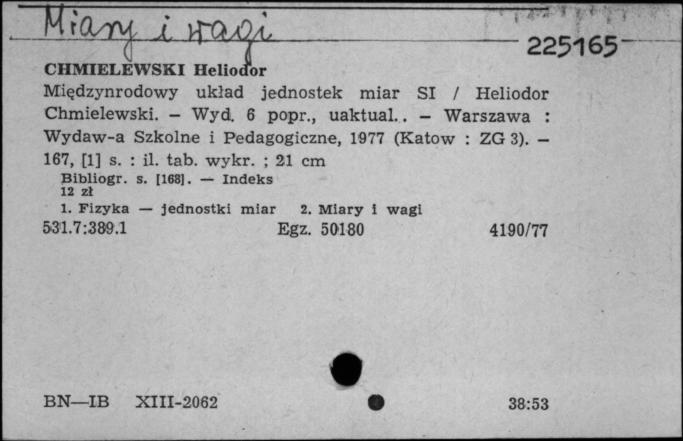 Miary i wagi
225165
CHMIELEWSKI Heliodor
Międzynrodowy układ jednostek miar SI / Heliodor
Chmielewski. — Wyd. 6 popr., uaktual.. — Warszawa :
Wydaw-a Szkolne i Pedagogiczne, 1977 (Katow : ZG 3). —
167, [1] s. : il. tab. wykr. ; 21 cm
Bibliogr. s. [168]. — Indeks
12 zł
1. Fizyka — jednostki miar 2. Miary i wagi
531.7:389.1 Egz. 50180 4190/77
BN—IB XIII-2062 38:53